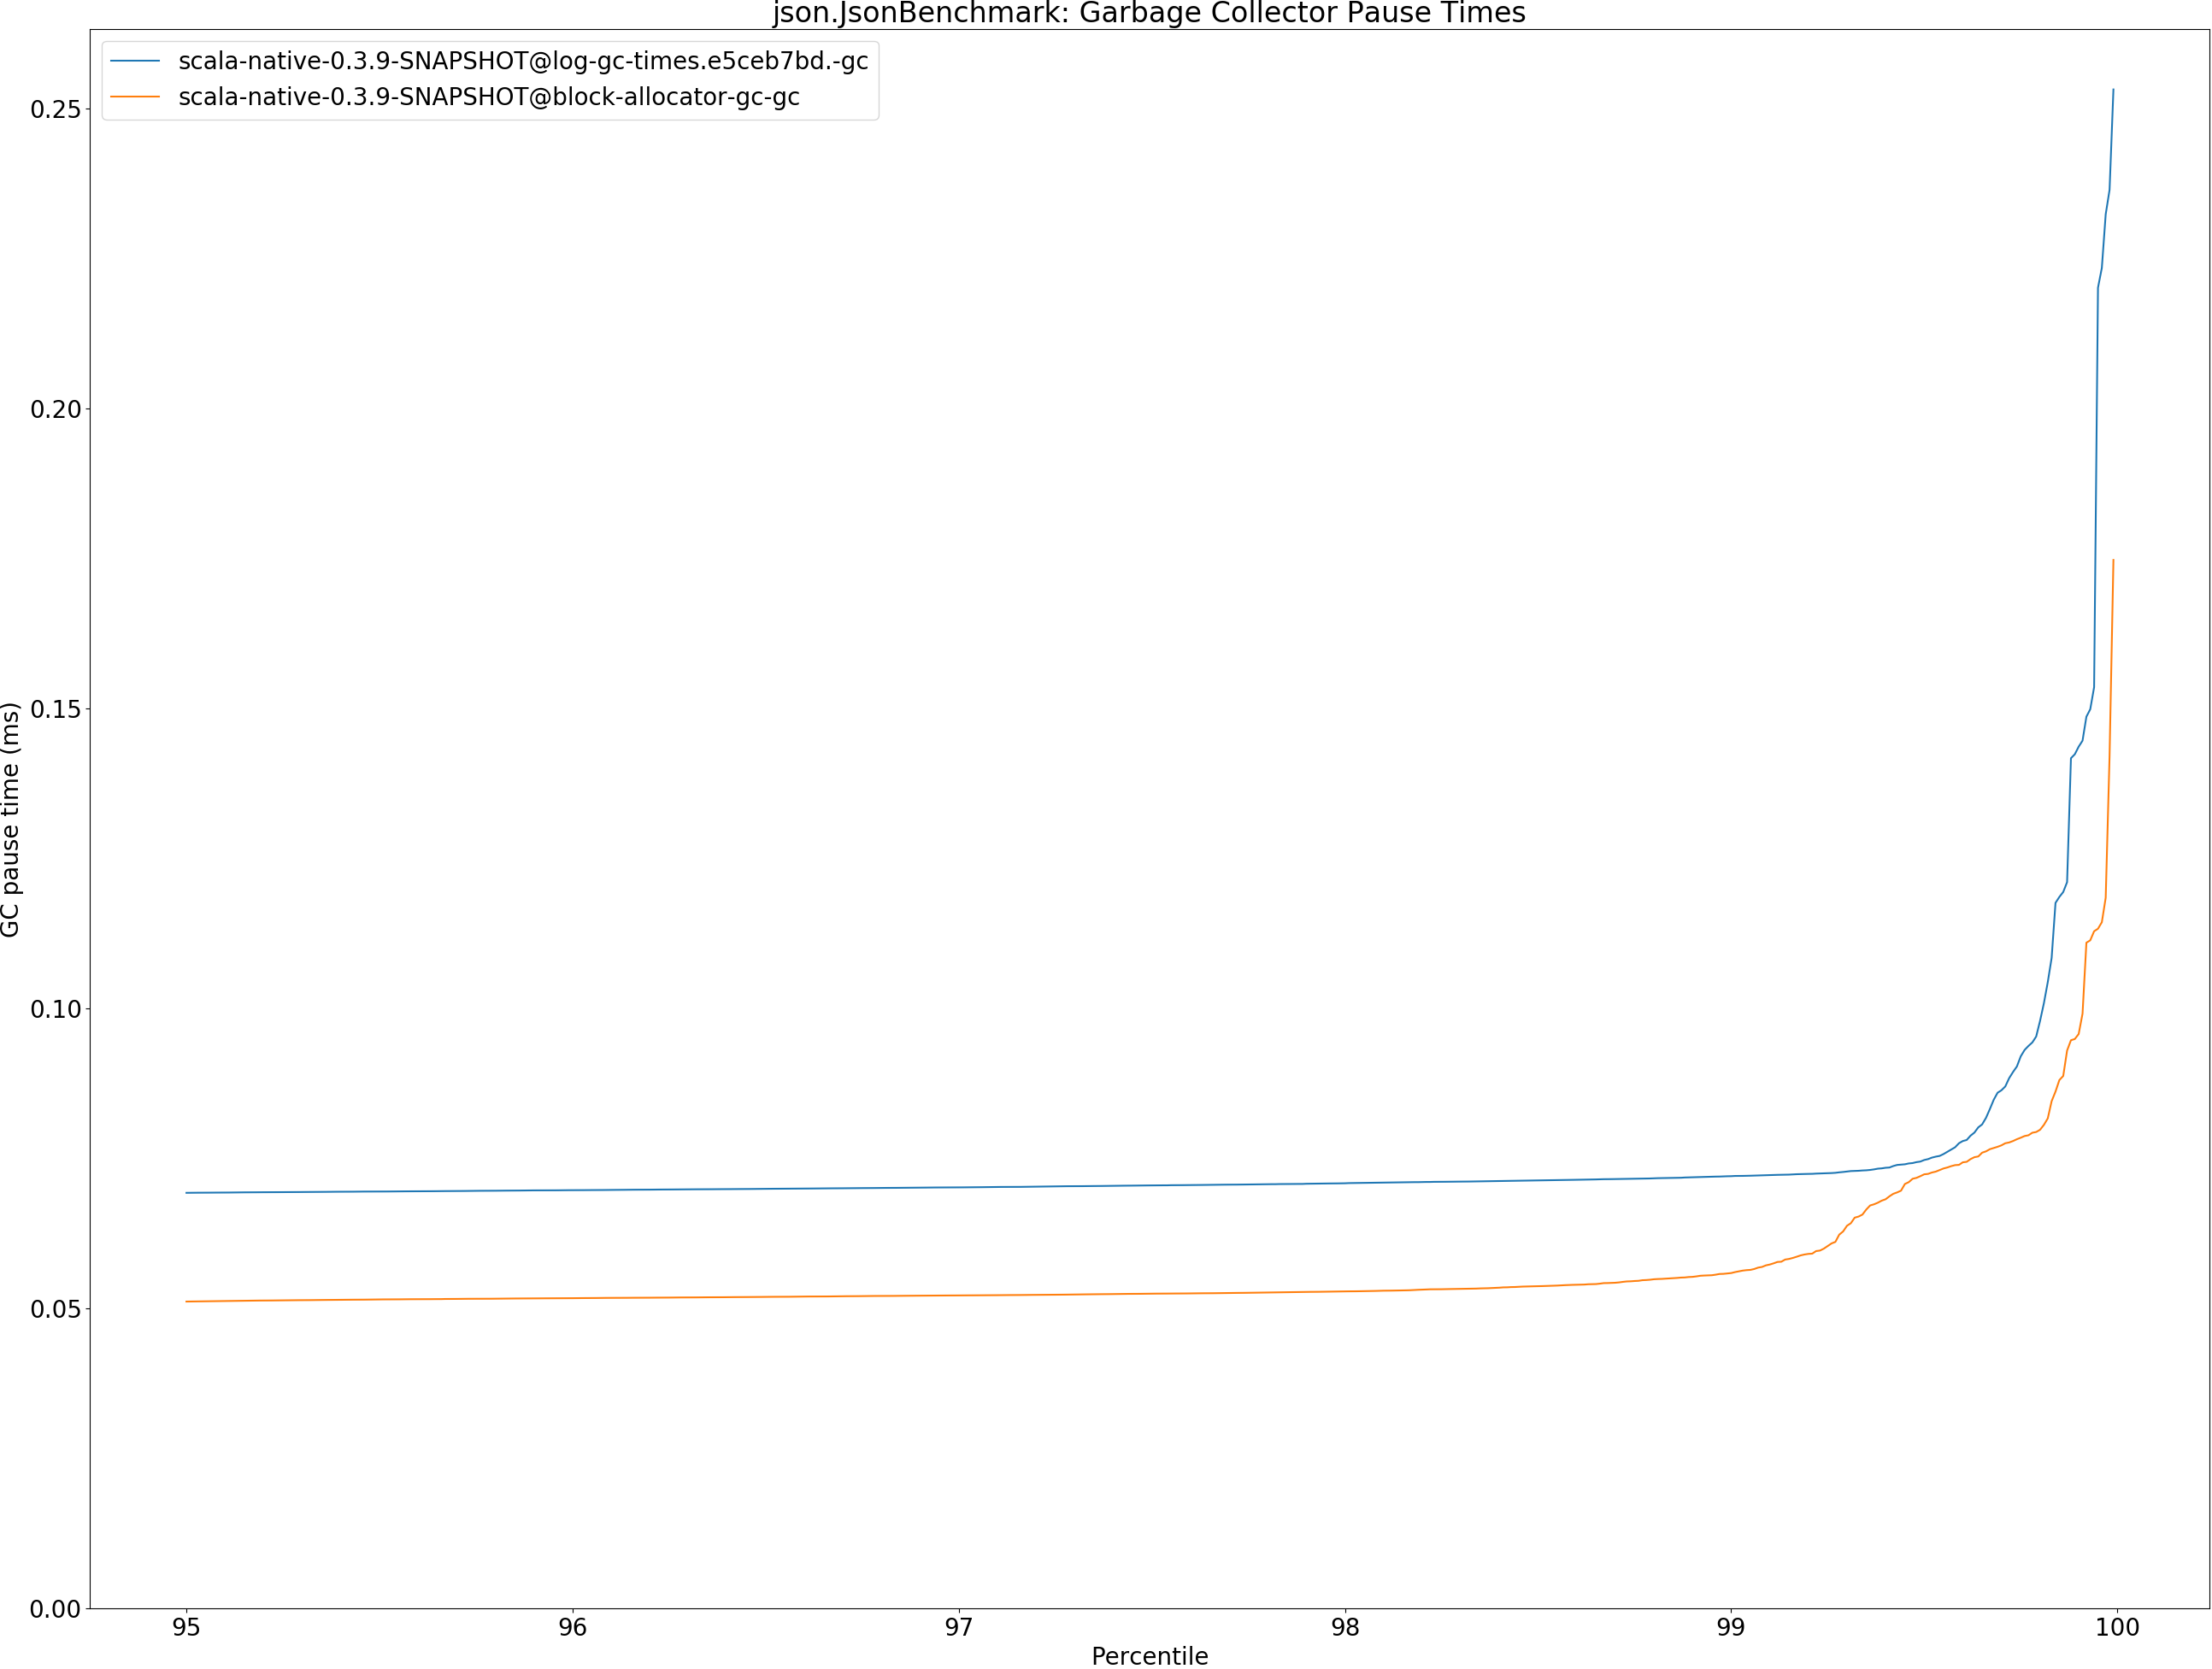 json.JsonBenchmark: Garbage Collector Pause Times
scala-native-0.3.9-SNAPSHOT@log-gc-times.e5ceb7bd.-gc
scala-native-0.3.9-SNAPSHOT@block-allocator-gc-gc
GC pause time (ms)
0.25
0.20
0.15
0.10
0.05
0.00
95 96 97 98 99 100
Percentile